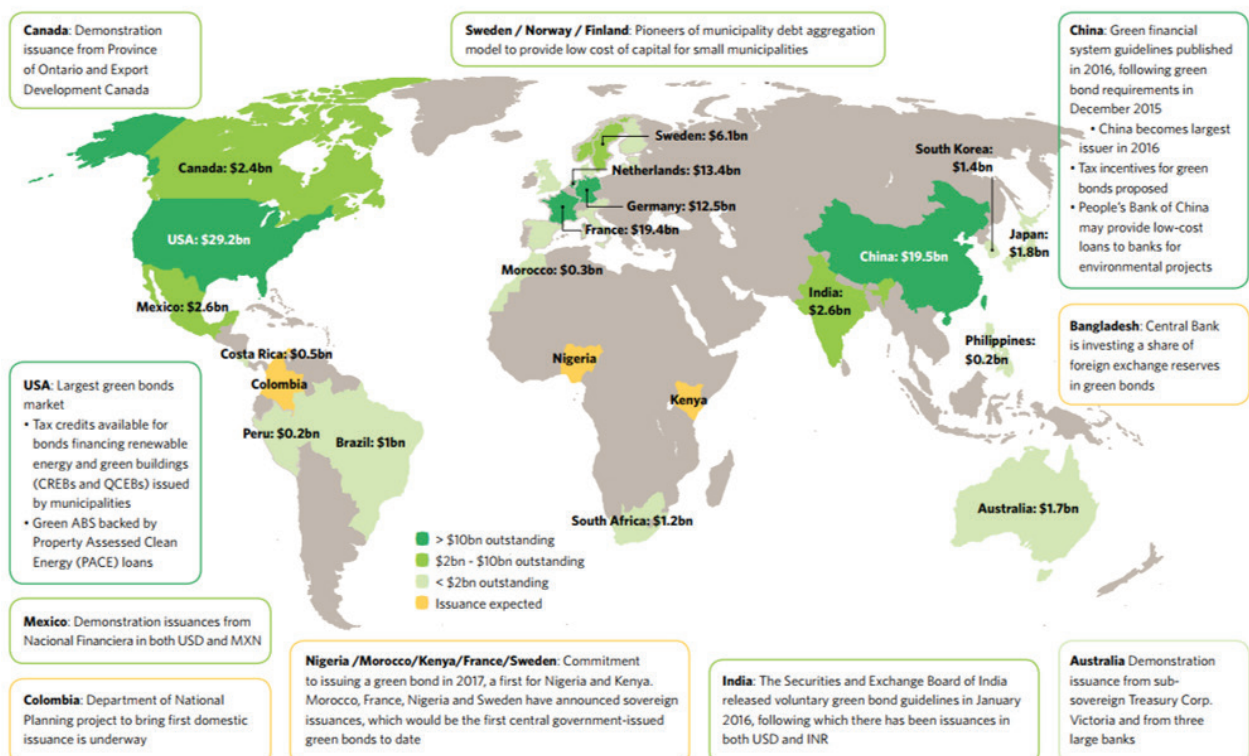 Canada: Demonstration
issuance from Province
of Ontario and Export
Development Canada
Sweden / Norway / Finland: Pioneers of municipality debt aggregation
model to provide low cost of capital for small municipalities
China: Green financial
system guidelines published
in 2016, following green
bond requirements in
December 2015
• China becomes largest
issuer in 2016
• Tax incentives for green
bonds proposed
• People's Bank of China
may provide low-cost
loans to banks for
environmental projects
Canada: $2.4bn
USA: $29.2bn
Mexico: $2.6bn
Costa Rica: $0.5bn
Colombia
Peru: $0.2bn
Brazil: $1bn
Sweden: $6.1bn
Netherlands: $13.4bn
Germany: $12.5bn
France: $19.4bn
Morocco: $0.3bn
Nigeria
Kenya
South Africa: $1.2bn
South Korea:
$1.4bn
Japan:
$1.8bn
China: $19.5bn
India:
$2.6bn
Philippines:
$0.2bn
Australia: $1.7bn
Bangladesh: Central Bank
is investing a share of
foreign exchange reserves
in green bonds
USA: Largest green bonds
market
• Tax credits available for
bonds financing renewable
energy and green buildings
(CREBs and QCEBs) issued
by municipalities
• Green ABS backed by
Property Assessed Clean
Energy (PACE) loans
> $10bn outstanding
$2bn - $10bn outstanding
< $2bn outstanding
Issuance expected
Mexico: Demonstration issuances from
Nacional Financiera in both USD and MXN
Colombia: Department of National
Planning project to bring first domestic
issuance is underway
Nigeria /Morocco/Kenya/France/Sweden: Commitment
to issuing a green bond in 2017, a first for Nigeria and Kenya.
Morocco, France, Nigeria and Sweden have announced sovereign
issuances, which would be the first central government-issued
green bonds to date
India: The Securities and Exchange Board of India
released voluntary green bond guidelines in January
2016, following which there has been issuances in
both USD and INR
Australia Demonstration
issuance from sub-
sovereign Treasury Corp.
Victoria and from three
large banks